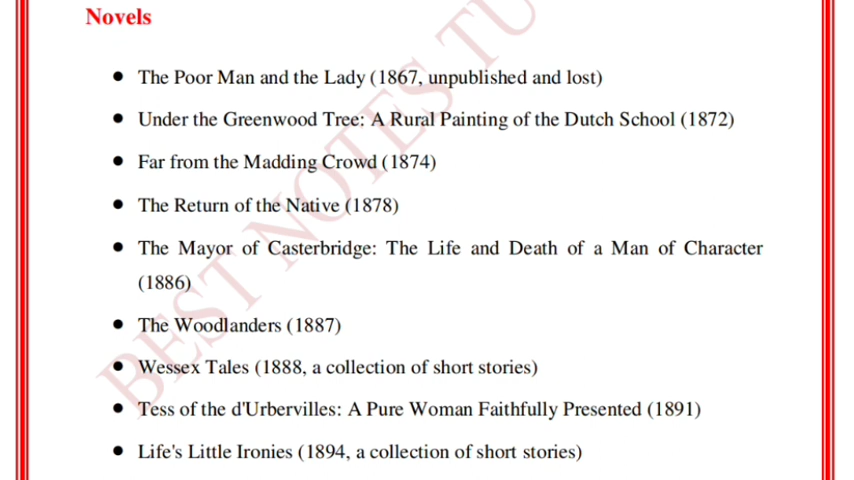 Novels
● The Poor Man and the Lady (1867, unpublished and lost)
● Under the Greenwood Tree: A Rural Painting of the Dutch School (1872)
● Far from the Madding Crowd (1874)
● The Return of the Native (1878)
● The Mayor of Casterbridge: The Life and Death of a Man of Character
(1886)
● The Woodlanders (1887)
● Wessex Tales (1888, a collection of short stories)
● Tess of the d'Urbervilles: A Pure Woman Faithfully Presented (1891)
● Life's Little Ironies (1894, a collection of short stories)
BEST NOTES TU